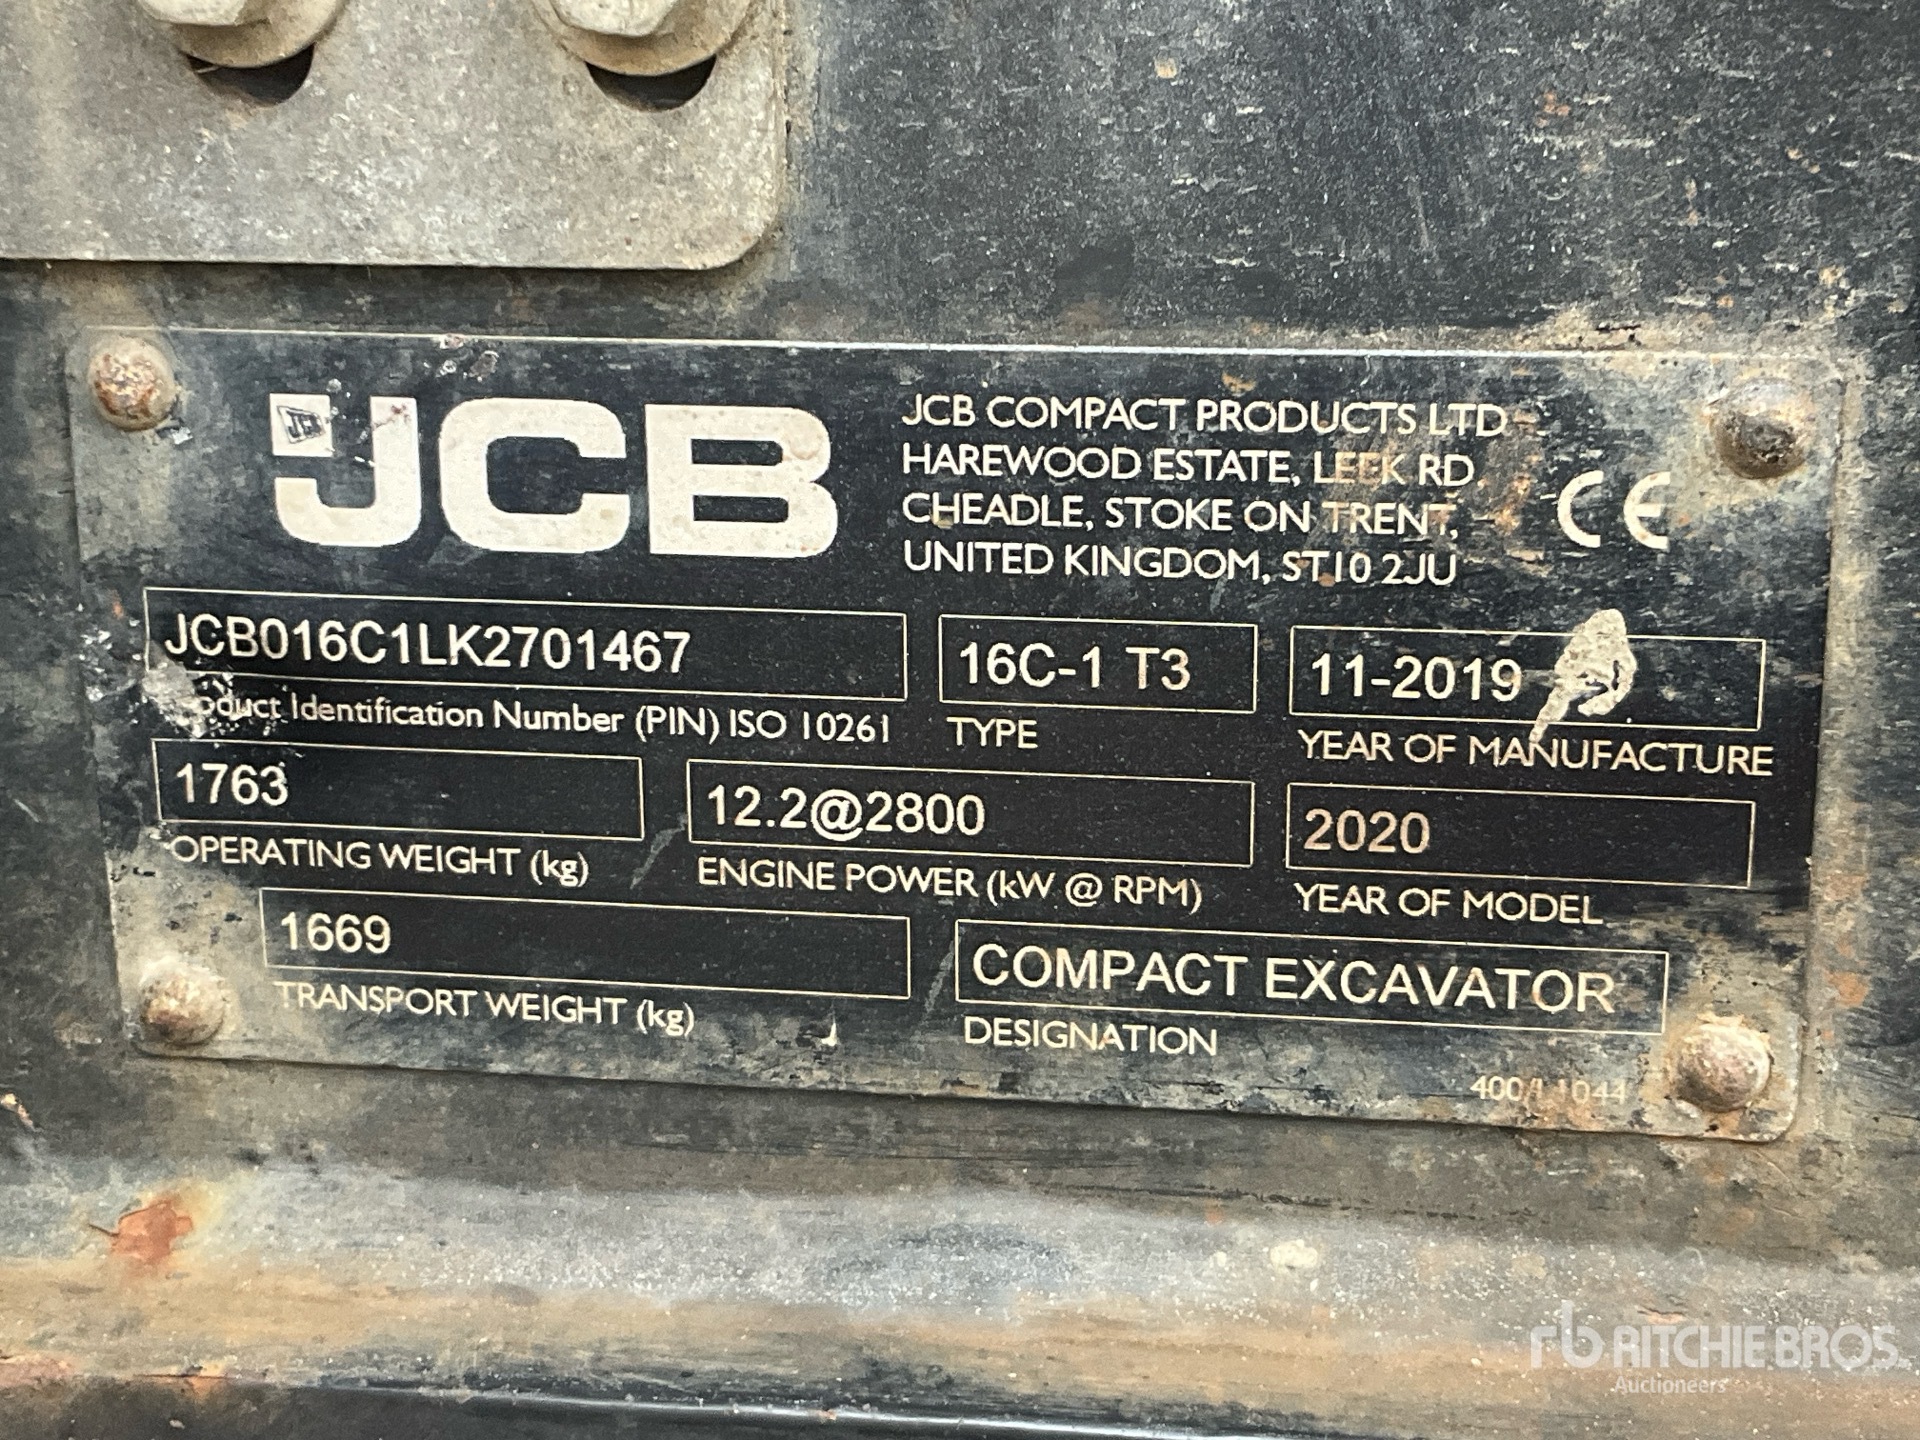 JCB
JCB
JCB COMPACT PRODUCTS LTD
HAREWOOD ESTATE, LEEK RD.
CHEADLE, STOKE ON TRENT,
UNITED KINGDOM, ST10 2JU
CE
JCB016C1LK2701467
Product Identification Number (PIN) ISO 10261
16C-1 T3
TYPE
11-2019
YEAR OF MANUFACTURE
1763
OPERATING WEIGHT (kg)
12.2@2800
ENGINE POWER (kW @ RPM)
2020
YEAR OF MODEL
1669
TRANSPORT WEIGHT (kg)
COMPACT EXCAVATOR
DESIGNATION
rb RITCHIE BROS.
Auctioneers